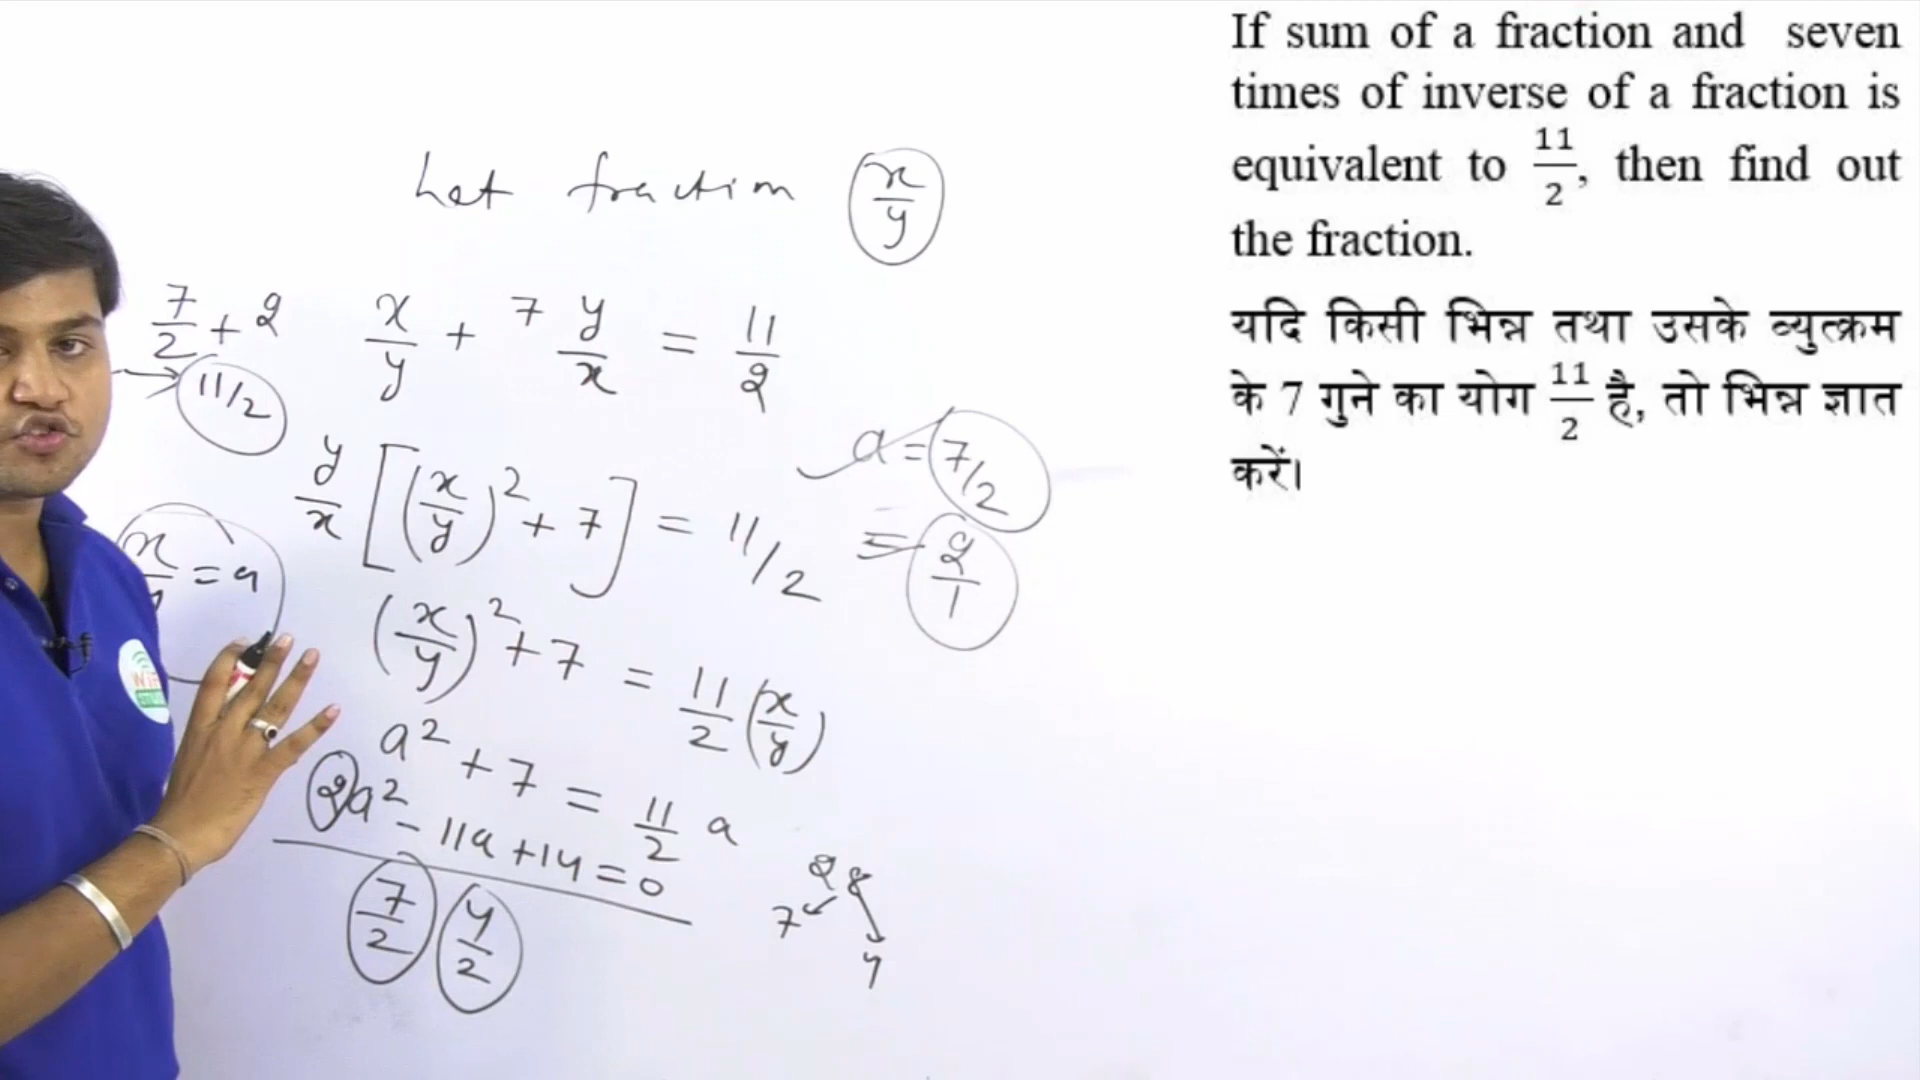 If sum of a fraction and seven
times of inverse of a fraction is
equivalent to 11/2, then find out
the fraction.
यदि किसी भिन्न तथा उसके व्युत्क्रम
के 7 गुने का योग 11/2 है, तो भिन्न ज्ञात
करें।
Let fraction x/y
7/2 + 2
11/2
x/y + 7 y/x = 11/2
y/x [(x/y)² + 7] = 11/2
a = 7/2
= 2/1
= a
(x/y)² + 7 = 11/2 (x/y)
a² + 7 = 11/2 a
2a² - 11a + 14 = 0
7/2 4/2
28
7
4